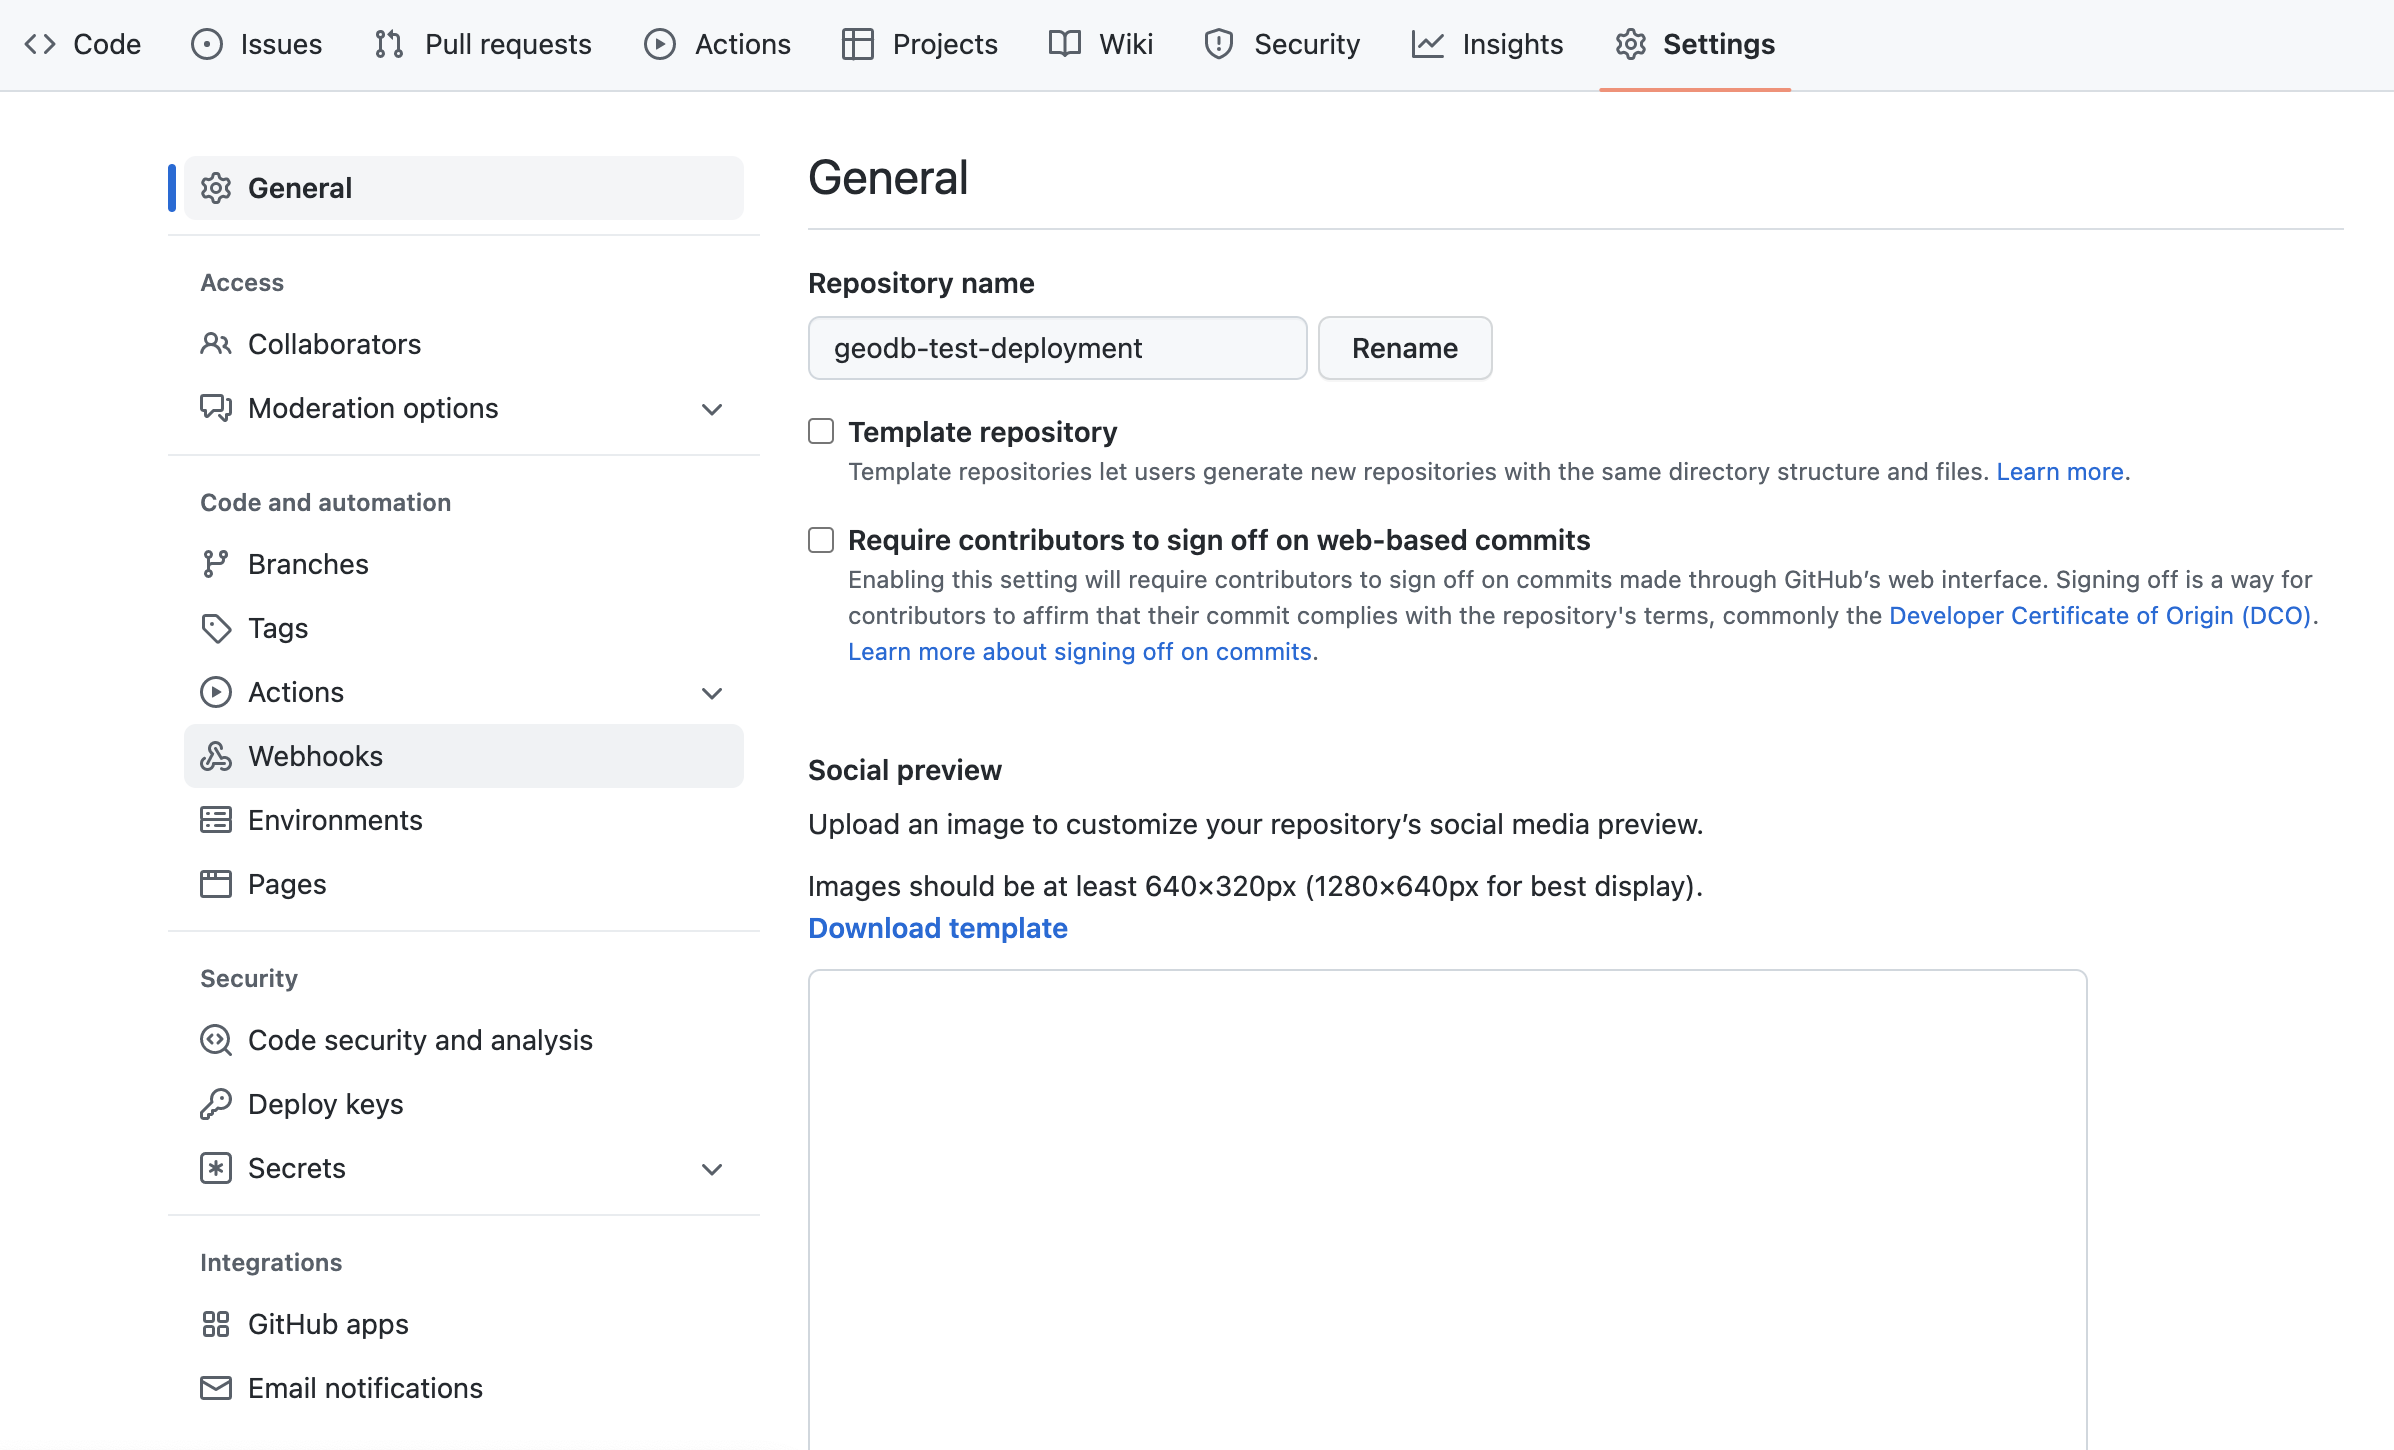 Code Issues Pull requests Actions Projects Wiki Security Insights Settings
General
Access
Collaborators
Moderation options
Code and automation
Branches
Tags
Actions
Webhooks
Environments
Pages
Security
Code security and analysis
Deploy keys
Secrets
Integrations
GitHub apps
Email notifications
General
Repository name
geodb-test-deployment Rename
Template repository
Template repositories let users generate new repositories with the same directory structure and files. Learn more.
Require contributors to sign off on web-based commits
Enabling this setting will require contributors to sign off on commits made through GitHub’s web interface. Signing off is a way for
contributors to affirm that their commit complies with the repository's terms, commonly the Developer Certificate of Origin (DCO).
Learn more about signing off on commits.
Social preview
Upload an image to customize your repository’s social media preview.
Images should be at least 640×320px (1280×640px for best display).
Download template